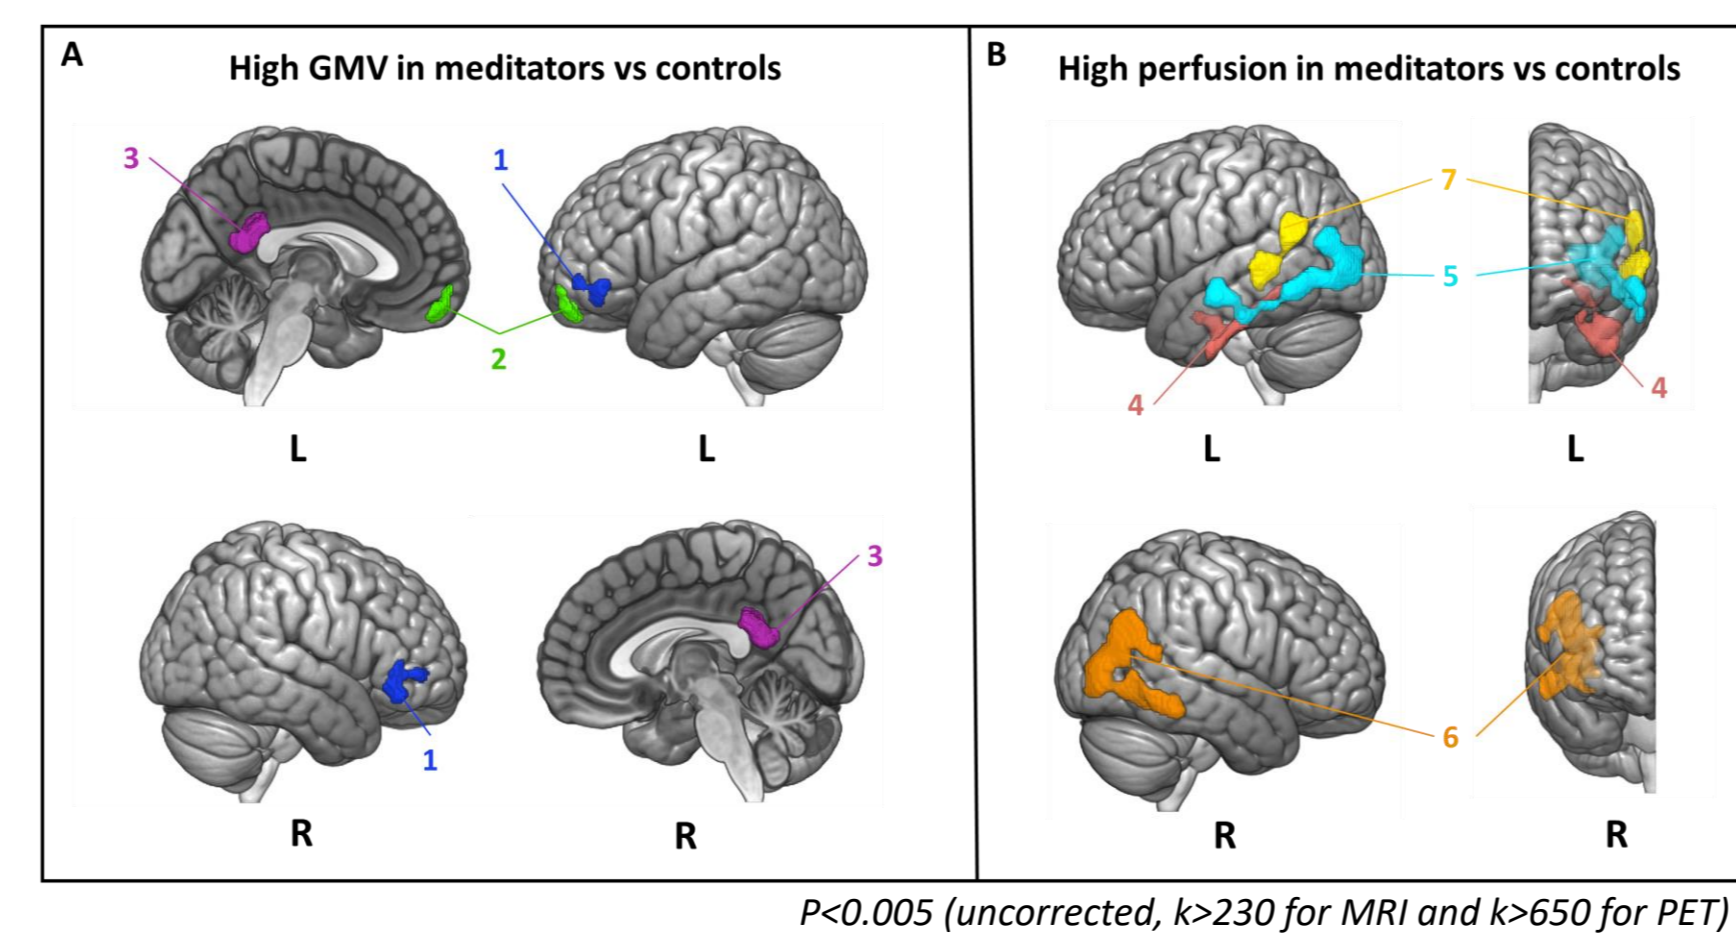 A
High GMV in meditators vs controls
3
1
2
L
L
3
1
R
R
B
High perfusion in meditators vs controls
7
5
4
4
L
L
6
R
R
P<0.005 (uncorrected, k>230 for MRI and k>650 for PET)